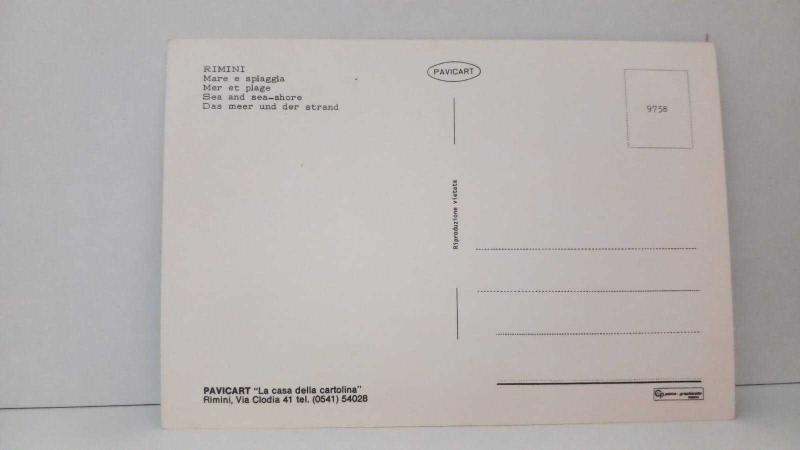 RIMINI
Mare e spiaggia
Mer et plage
Sea and sea-shore
Das meer und der strand
PAVICART
9758
Riproduzione vietata
PAVICART "La casa della cartolina"
Rimini, Via Clodia 41 tel. (0541) 54028